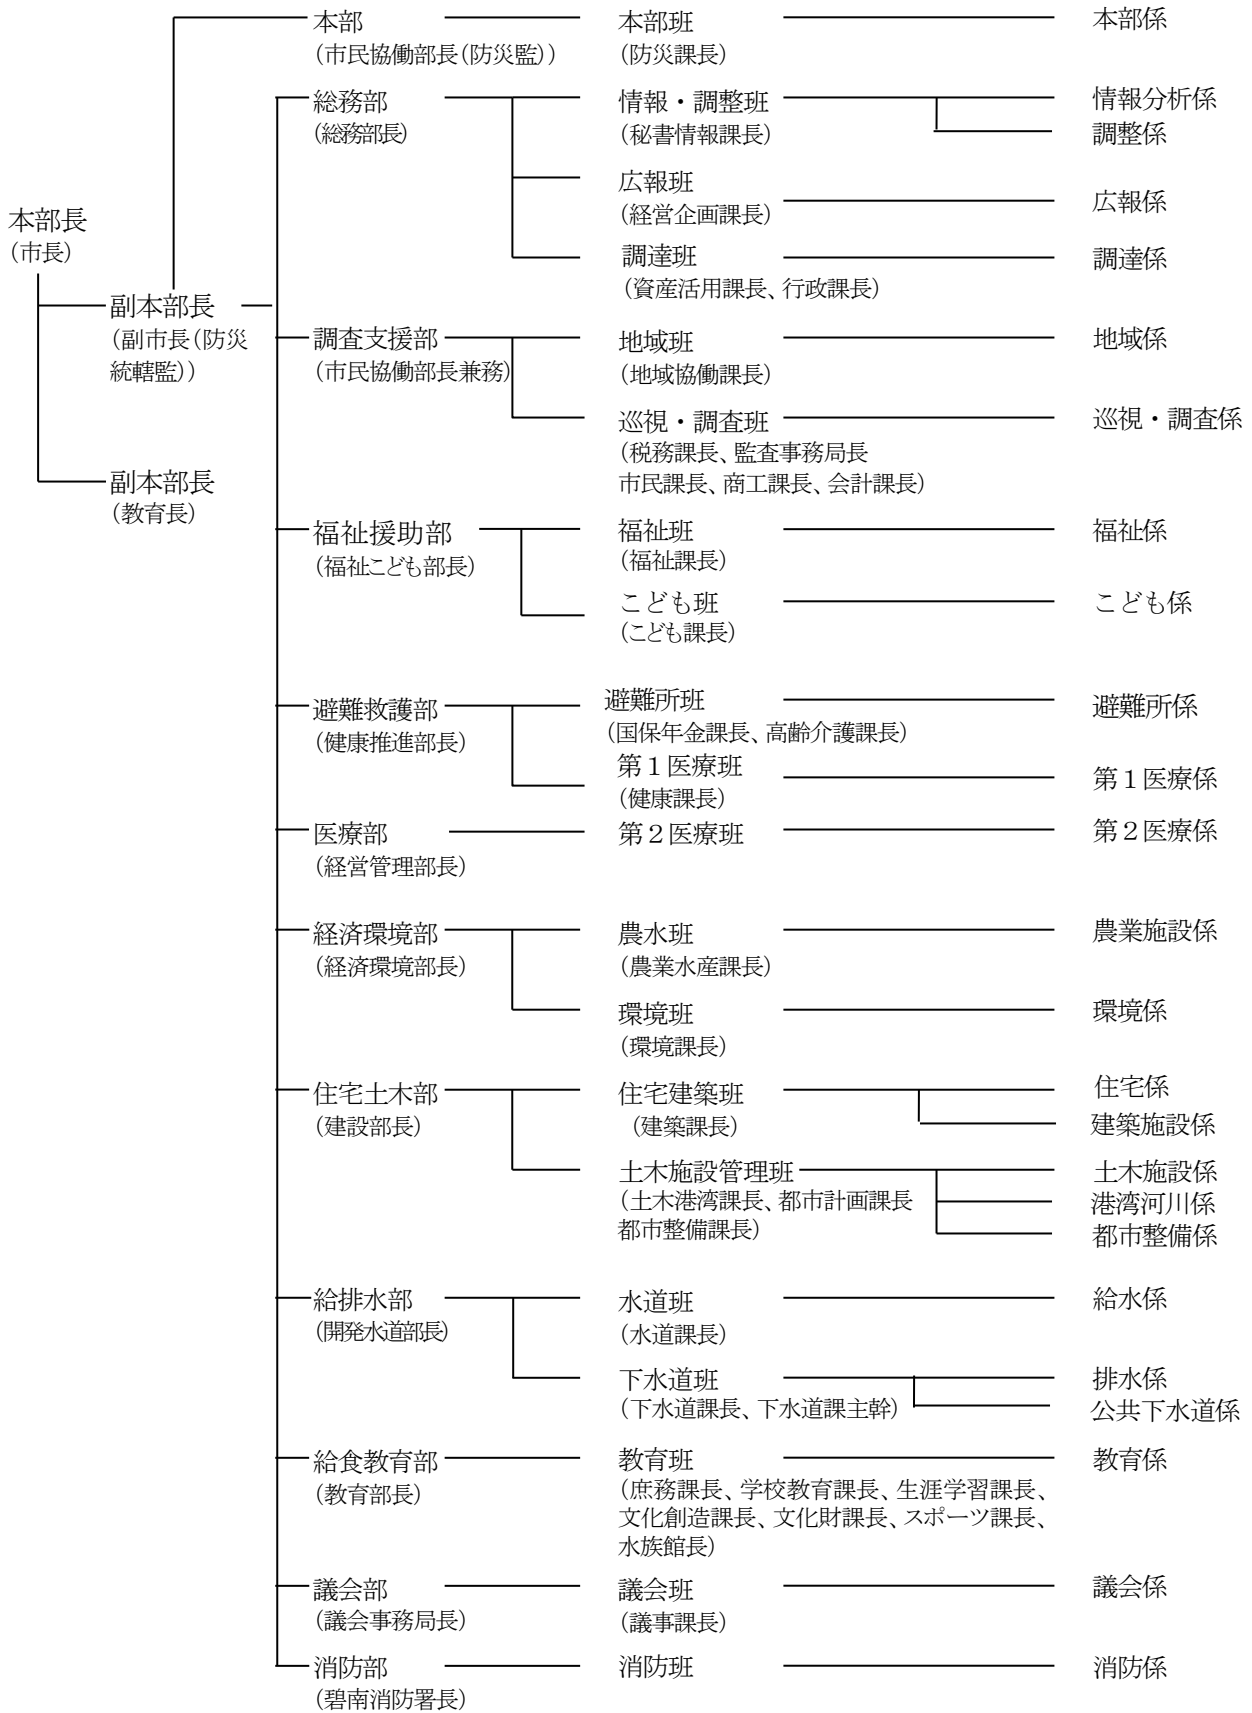 本部 本部班 本部係
(市民協働部長(防災監)) (防災課長)
総務部 情報・調整班 情報分析係
(総務部長) (秘書情報課長) 調整係
広報班
(経営企画課長) 広報係
本部長
(市長)
調達班 調達係
(資産活用課長、行政課長)
副本部長
(副市長(防災
統轄監))
調査支援部 地域班 地域係
(市民協働部長兼務) (地域協働課長)
巡視・調査班 巡視・調査係
(税務課長、監査事務局長
市民課長、商工課長、会計課長)
副本部長
(教育長)
福祉援助部 福祉班 福祉係
(福祉こども部長) (福祉課長)
こども班 こども係
(こども課長)
避難救護部 避難所班 避難所係
(健康推進部長) (国保年金課長、高齢介護課長)
第1医療班 第1医療係
(健康課長)
医療部 第2医療班 第2医療係
(経営管理部長)
経済環境部 農水班 農業施設係
(経済環境部長) (農業水産課長)
環境班 環境係
(環境課長)
住宅土木部 住宅建築班 住宅係
(建設部長) (建築課長) 建築施設係
土木施設管理班 土木施設係
(土木港湾課長、都市計画課長 港湾河川係
都市整備課長) 都市整備係
給排水部 水道班 給水係
(開発水道部長) (水道課長)
下水道班 排水係
(下水道課長、下水道課主幹) 公共下水道係
給食教育部 教育班 教育係
(教育部長) (庶務課長、学校教育課長、生涯学習課長、
文化創造課長、文化財課長、スポーツ課長、
水族館長)
議会部 議会班 議会係
(議会事務局長) (議事課長)
消防部 消防班 消防係
(碧南消防署長)